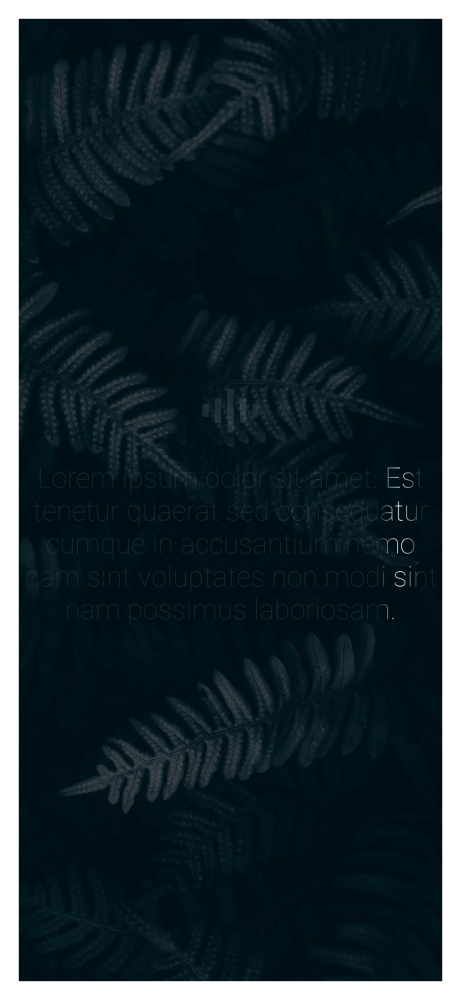 Lorem ipsum dolor sit amet. Est
tenetur quaerat sed consequatur
cumque in accusantium nemo
nam sint voluptates non modi sint
nam possimus laboriosam.